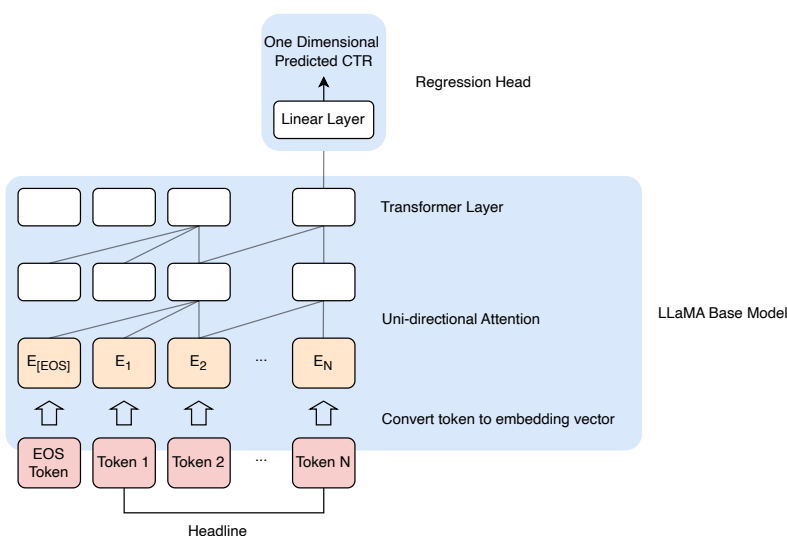 One Dimensional
Predicted CTR
Regression Head
Linear Layer
Transformer Layer
Uni-directional Attention
LLaMA Base Model
E[EOS]
E1
E2
...
EN
Convert token to embedding vector
EOS
Token
Token 1
Token 2
...
Token N
Headline